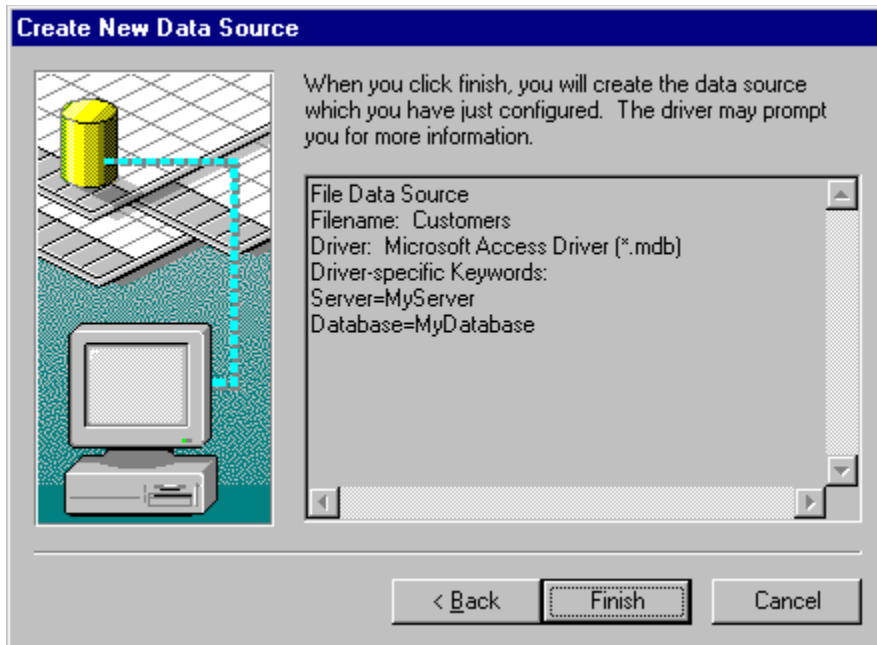 Create New Data Source
When you click finish, you will create the data source
which you have just configured.  The driver may prompt
you for more information.
File Data Source
Filename:  Customers
Driver:  Microsoft Access Driver (*.mdb)
Driver-specific Keywords:
Server=MyServer
Database=MyDatabase
< Back
Finish
Cancel